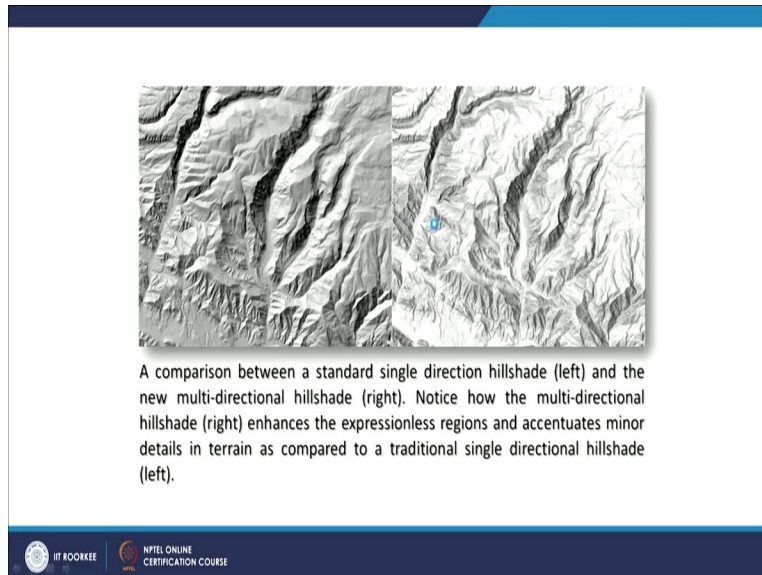 A comparison between a standard single direction hillshade (left) and the
new multi-directional hillshade (right). Notice how the multi-directional
hillshade (right) enhances the expressionless regions and accentuates minor
details in terrain as compared to a traditional single directional hillshade
(left).
IIT ROORKEE
NPTEL
NPTEL ONLINE
CERTIFICATION COURSE